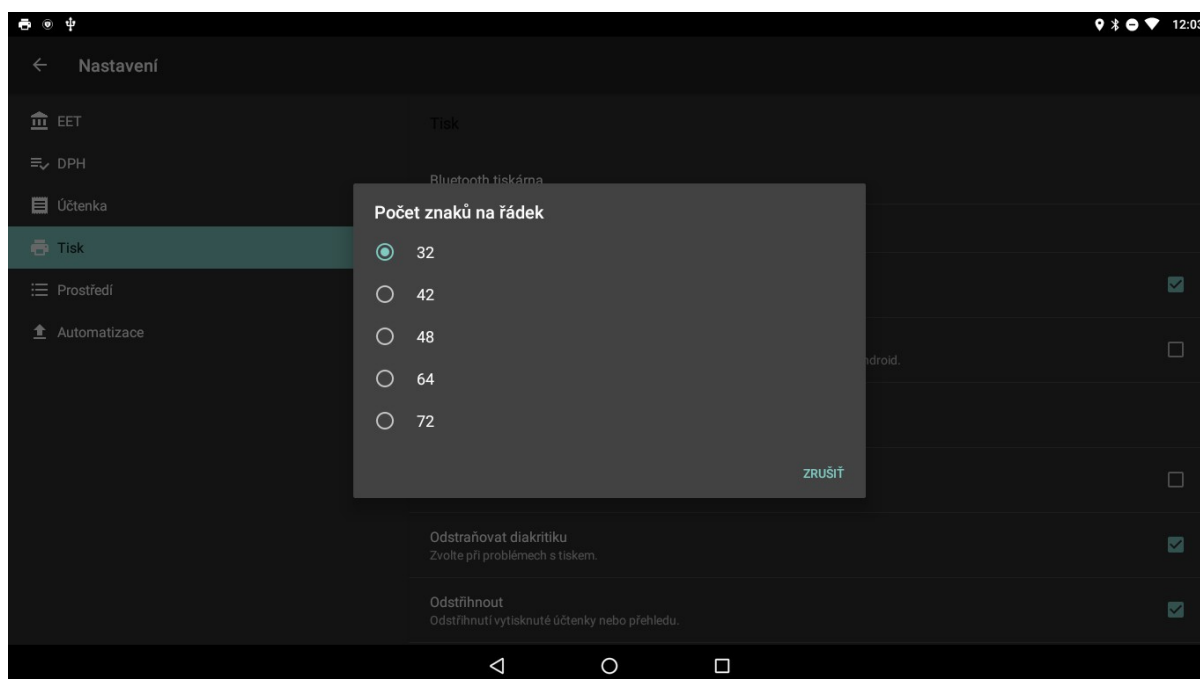 12:03
Nastavení
EET
DPH
Účtenka
Tisk
Prostředí
Automatizace
Tisk
Bluetooth tiskárna
Počet znaků na řádek
32
42
48
64
72
ZRUŠIŤ
ndroid.
Odstraňovat diakritiku
Zvolte při problémech s tiskem.
Odstřihnout
Odstřihnutí vytisknuté účtenky nebo přehledu.